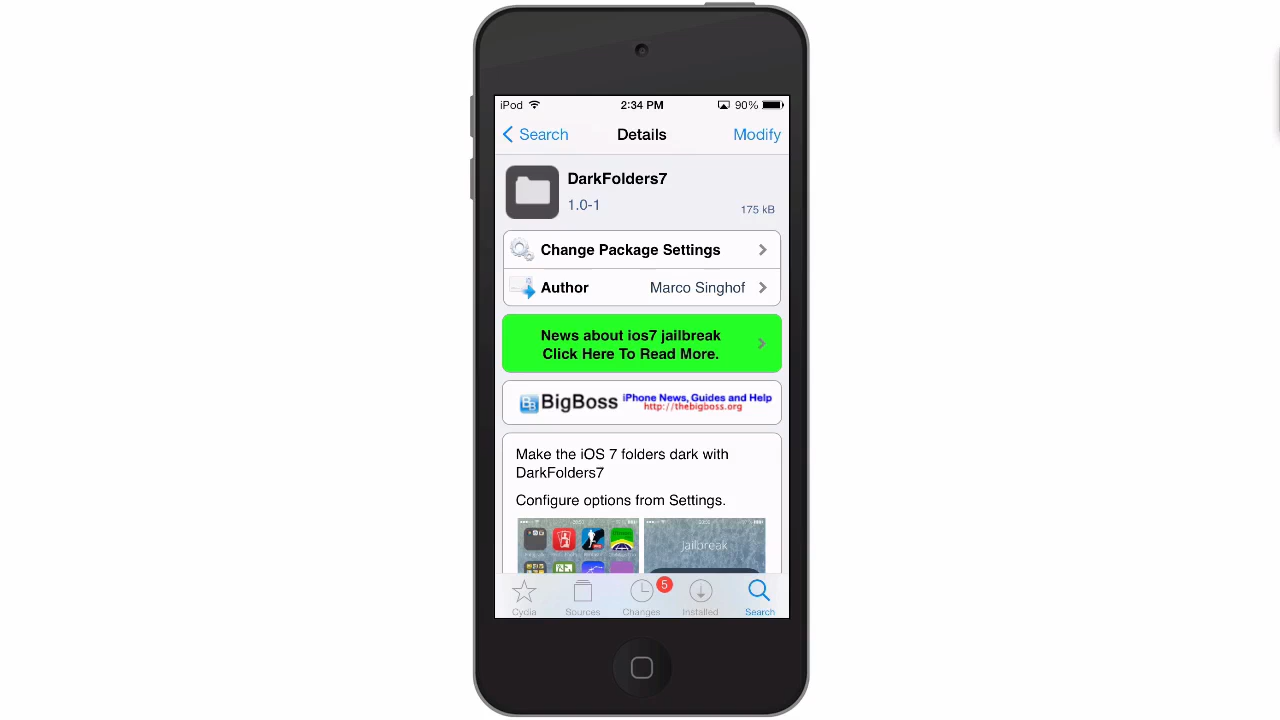 iPod 2:34 PM 90%
Search Details Modify
DarkFolders7
1.0-1 175 kB
Change Package Settings
Author Marco Singhof
News about ios7 jailbreak
Click Here To Read More.
BigBoss iPhone News, Guides and Help
http://thebigboss.org
Make the iOS 7 folders dark with
DarkFolders7
Configure options from Settings.
Jailbreak
5
Cydia Sources Changes Installed Search